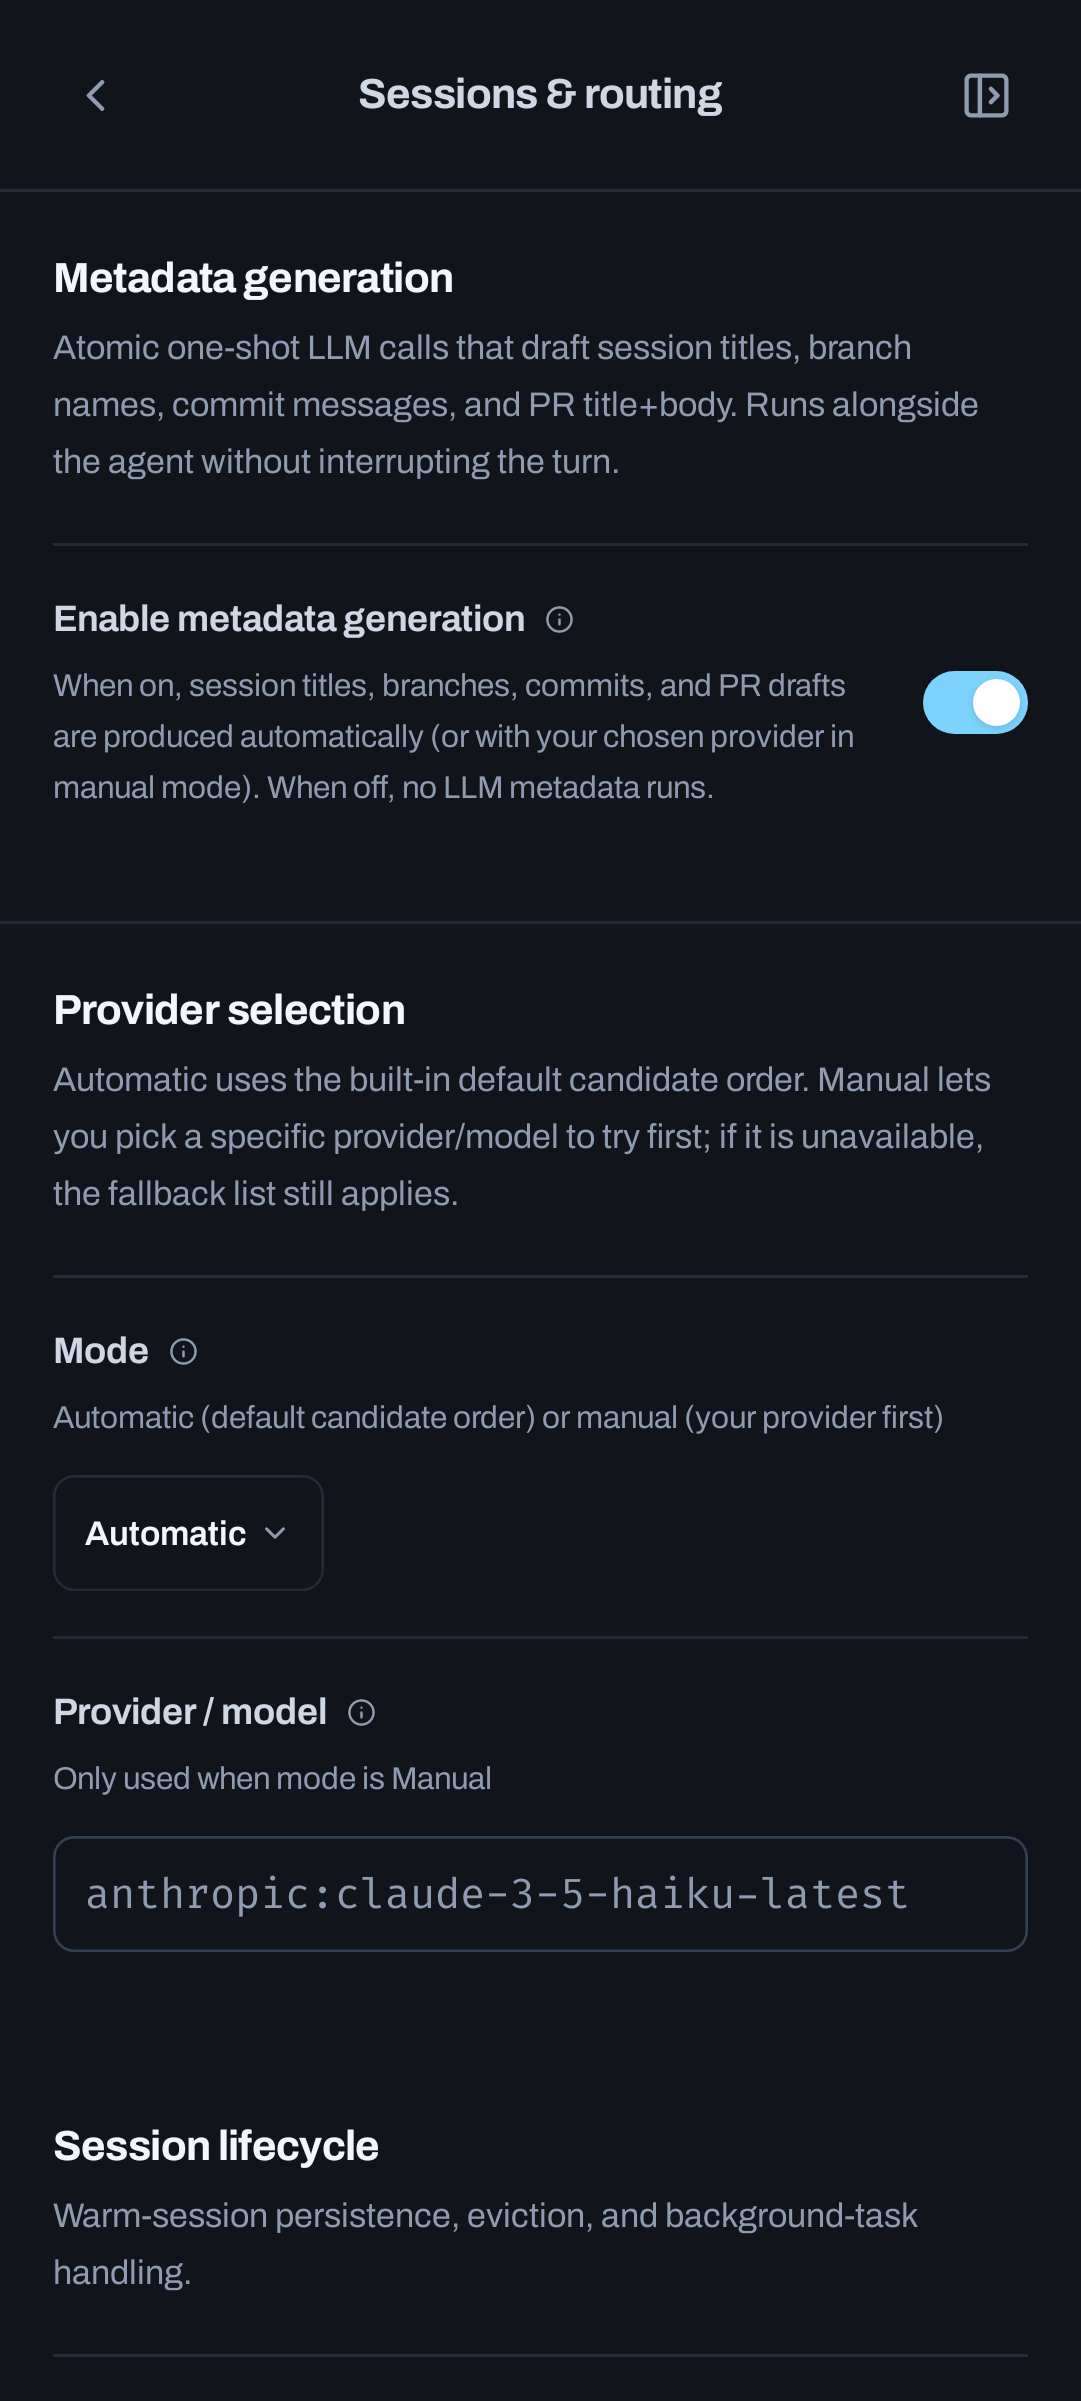 Sessions & routing
Metadata generation
Atomic one-shot LLM calls that draft session titles, branch
names, commit messages, and PR title+body. Runs alongside
the agent without interrupting the turn.
Enable metadata generation
When on, session titles, branches, commits, and PR drafts
are produced automatically (or with your chosen provider in
manual mode). When off, no LLM metadata runs.
Provider selection
Automatic uses the built-in default candidate order. Manual lets
you pick a specific provider/model to try first; if it is unavailable,
the fallback list still applies.
Mode
Automatic (default candidate order) or manual (your provider first)
Automatic
Provider / model
Only used when mode is Manual
anthropic:claude-3-5-haiku-latest
Session lifecycle
Warm-session persistence, eviction, and background-task
handling.